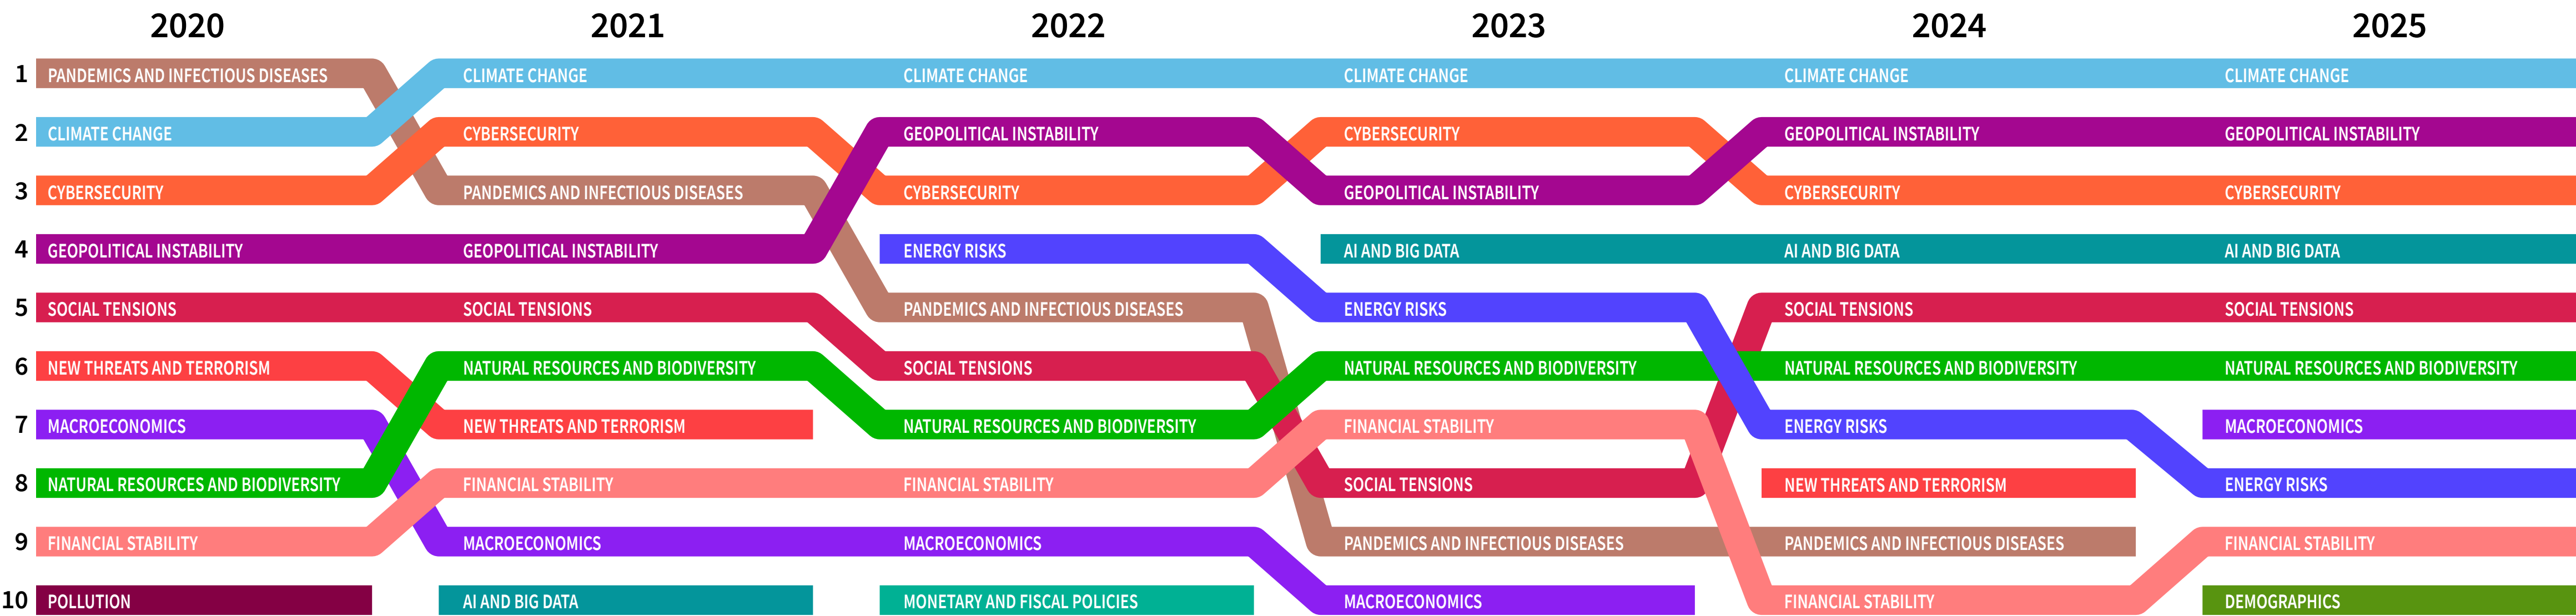 2020 2021 2022 2023 2024 2025
1 PANDEMICS AND INFECTIOUS DISEASES CLIMATE CHANGE CLIMATE CHANGE CLIMATE CHANGE CLIMATE CHANGE CLIMATE CHANGE
2 CLIMATE CHANGE CYBERSECURITY GEOPOLITICAL INSTABILITY CYBERSECURITY GEOPOLITICAL INSTABILITY GEOPOLITICAL INSTABILITY
3 CYBERSECURITY PANDEMICS AND INFECTIOUS DISEASES CYBERSECURITY GEOPOLITICAL INSTABILITY CYBERSECURITY CYBERSECURITY
4 GEOPOLITICAL INSTABILITY GEOPOLITICAL INSTABILITY ENERGY RISKS AI AND BIG DATA AI AND BIG DATA AI AND BIG DATA
5 SOCIAL TENSIONS SOCIAL TENSIONS PANDEMICS AND INFECTIOUS DISEASES ENERGY RISKS SOCIAL TENSIONS SOCIAL TENSIONS
6 NEW THREATS AND TERRORISM NATURAL RESOURCES AND BIODIVERSITY SOCIAL TENSIONS NATURAL RESOURCES AND BIODIVERSITY NATURAL RESOURCES AND BIODIVERSITY NATURAL RESOURCES AND BIODIVERSITY
7 MACROECONOMICS NEW THREATS AND TERRORISM NATURAL RESOURCES AND BIODIVERSITY FINANCIAL STABILITY ENERGY RISKS MACROECONOMICS
8 NATURAL RESOURCES AND BIODIVERSITY FINANCIAL STABILITY FINANCIAL STABILITY SOCIAL TENSIONS NEW THREATS AND TERRORISM ENERGY RISKS
9 FINANCIAL STABILITY MACROECONOMICS MACROECONOMICS PANDEMICS AND INFECTIOUS DISEASES PANDEMICS AND INFECTIOUS DISEASES FINANCIAL STABILITY
10 POLLUTION AI AND BIG DATA MONETARY AND FISCAL POLICIES MACROECONOMICS FINANCIAL STABILITY DEMOGRAPHICS